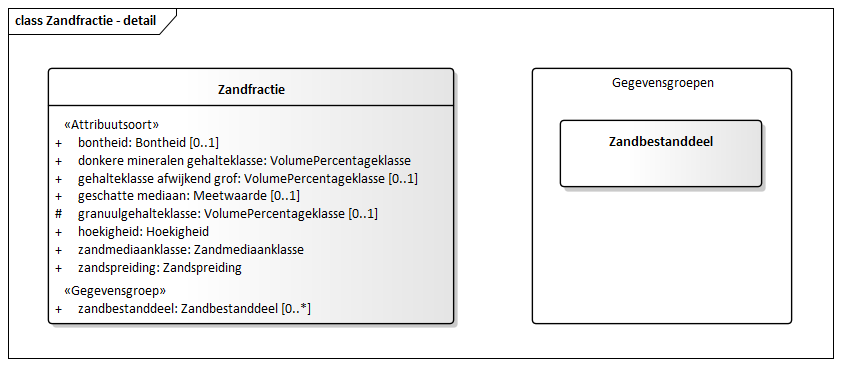 class Zandfractie - detail
Zandfractie
«Attribuutsoort»
+ bontheid: Bontheid [0..1]
+ donkere mineralen gehalteklasse: VolumePercentageklasse
+ gehalteklasse afwijkend grof: VolumePercentageklasse [0..1]
+ geschatte mediaan: Meetwaarde [0..1]
# granuulgehalteklasse: VolumePercentageklasse [0..1]
+ hoekigheid: Hoekigheid
+ zandmediaanklasse: Zandmediaanklasse
+ zandspreiding: Zandspreiding
«Gegevensgroep»
+ zandbestanddeel: Zandbestanddeel [0..*]
Gegevensgroepen
Zandbestanddeel